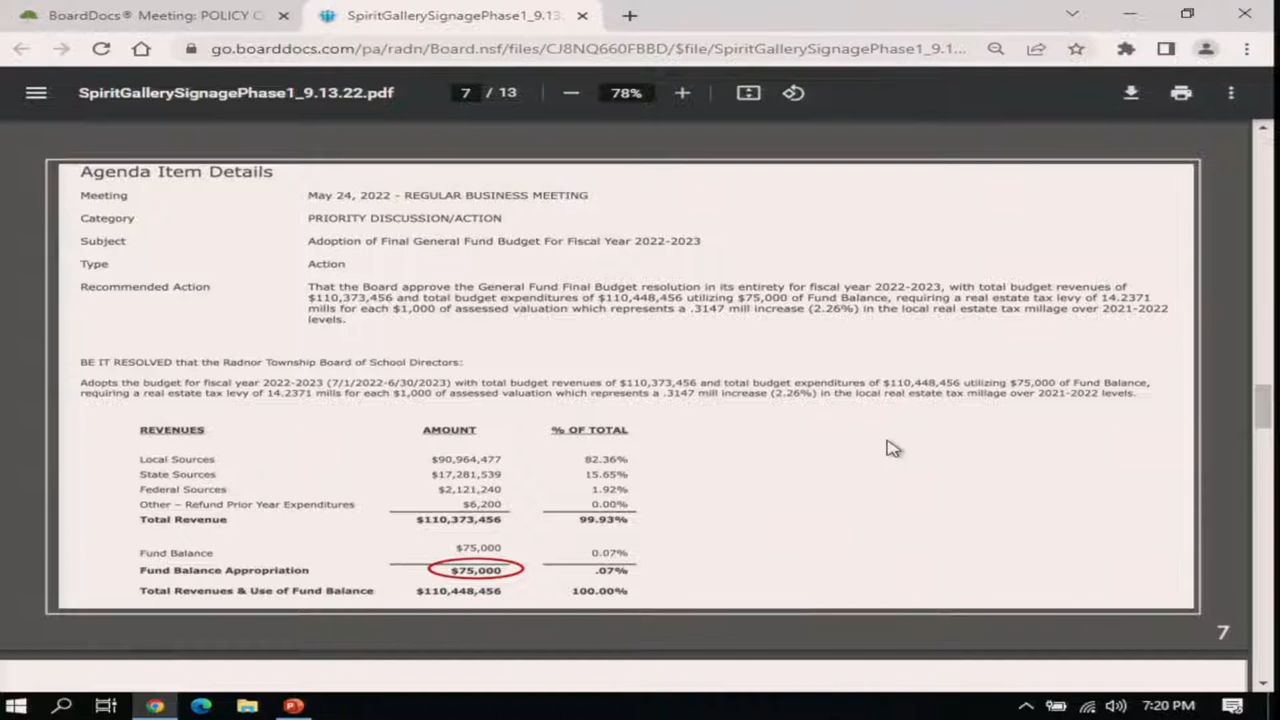 BoardDocs® Meeting: POLICY C
SpiritGallerySignagePhase1_9.13.
go.boarddocs.com/pa/radn/Board.nsf/files/CJ8NQ660FBBD/$file/SpiritGallerySignagePhase1_9.1...
SpiritGallerySignagePhase1_9.13.22.pdf 7 / 13 78%
Agenda Item Details
Meeting May 24, 2022 - REGULAR BUSINESS MEETING
Category PRIORITY DISCUSSION/ACTION
Subject Adoption of Final General Fund Budget For Fiscal Year 2022-2023
Type Action
Recommended Action That the Board approve the General Fund Final Budget resolution in its entirety for fiscal year 2022-2023, with total budget revenues of
$110,373,456 and total budget expenditures of $110,448,456 utilizing $75,000 of Fund Balance, requiring a real estate tax levy of 14.2371
mills for each $1,000 of assessed valuation which represents a .3147 mill increase (2.26%) in the local real estate tax millage over 2021-2022
levels.
BE IT RESOLVED that the Radnor Township Board of School Directors:
Adopts the budget for fiscal year 2022-2023 (7/1/2022-6/30/2023) with total budget revenues of $110,373,456 and total budget expenditures of $110,448,456 utilizing $75,000 of Fund Balance,
requiring a real estate tax levy of 14.2371 mills for each $1,000 of assessed valuation which represents a .3147 mill increase (2.26%) in the local real estate tax millage over 2021-2022 levels.
REVENUES AMOUNT % OF TOTAL
Local Sources $90,964,477 82.36%
State Sources $17,281,539 15.65%
Federal Sources $2,121,240 1.92%
Other – Refund Prior Year Expenditures $6,200 0.00%
Total Revenue $110,373,456 99.93%
Fund Balance $75,000 0.07%
Fund Balance Appropriation $75,000 .07%
Total Revenues & Use of Fund Balance $110,448,456 100.00%
7
7:20 PM